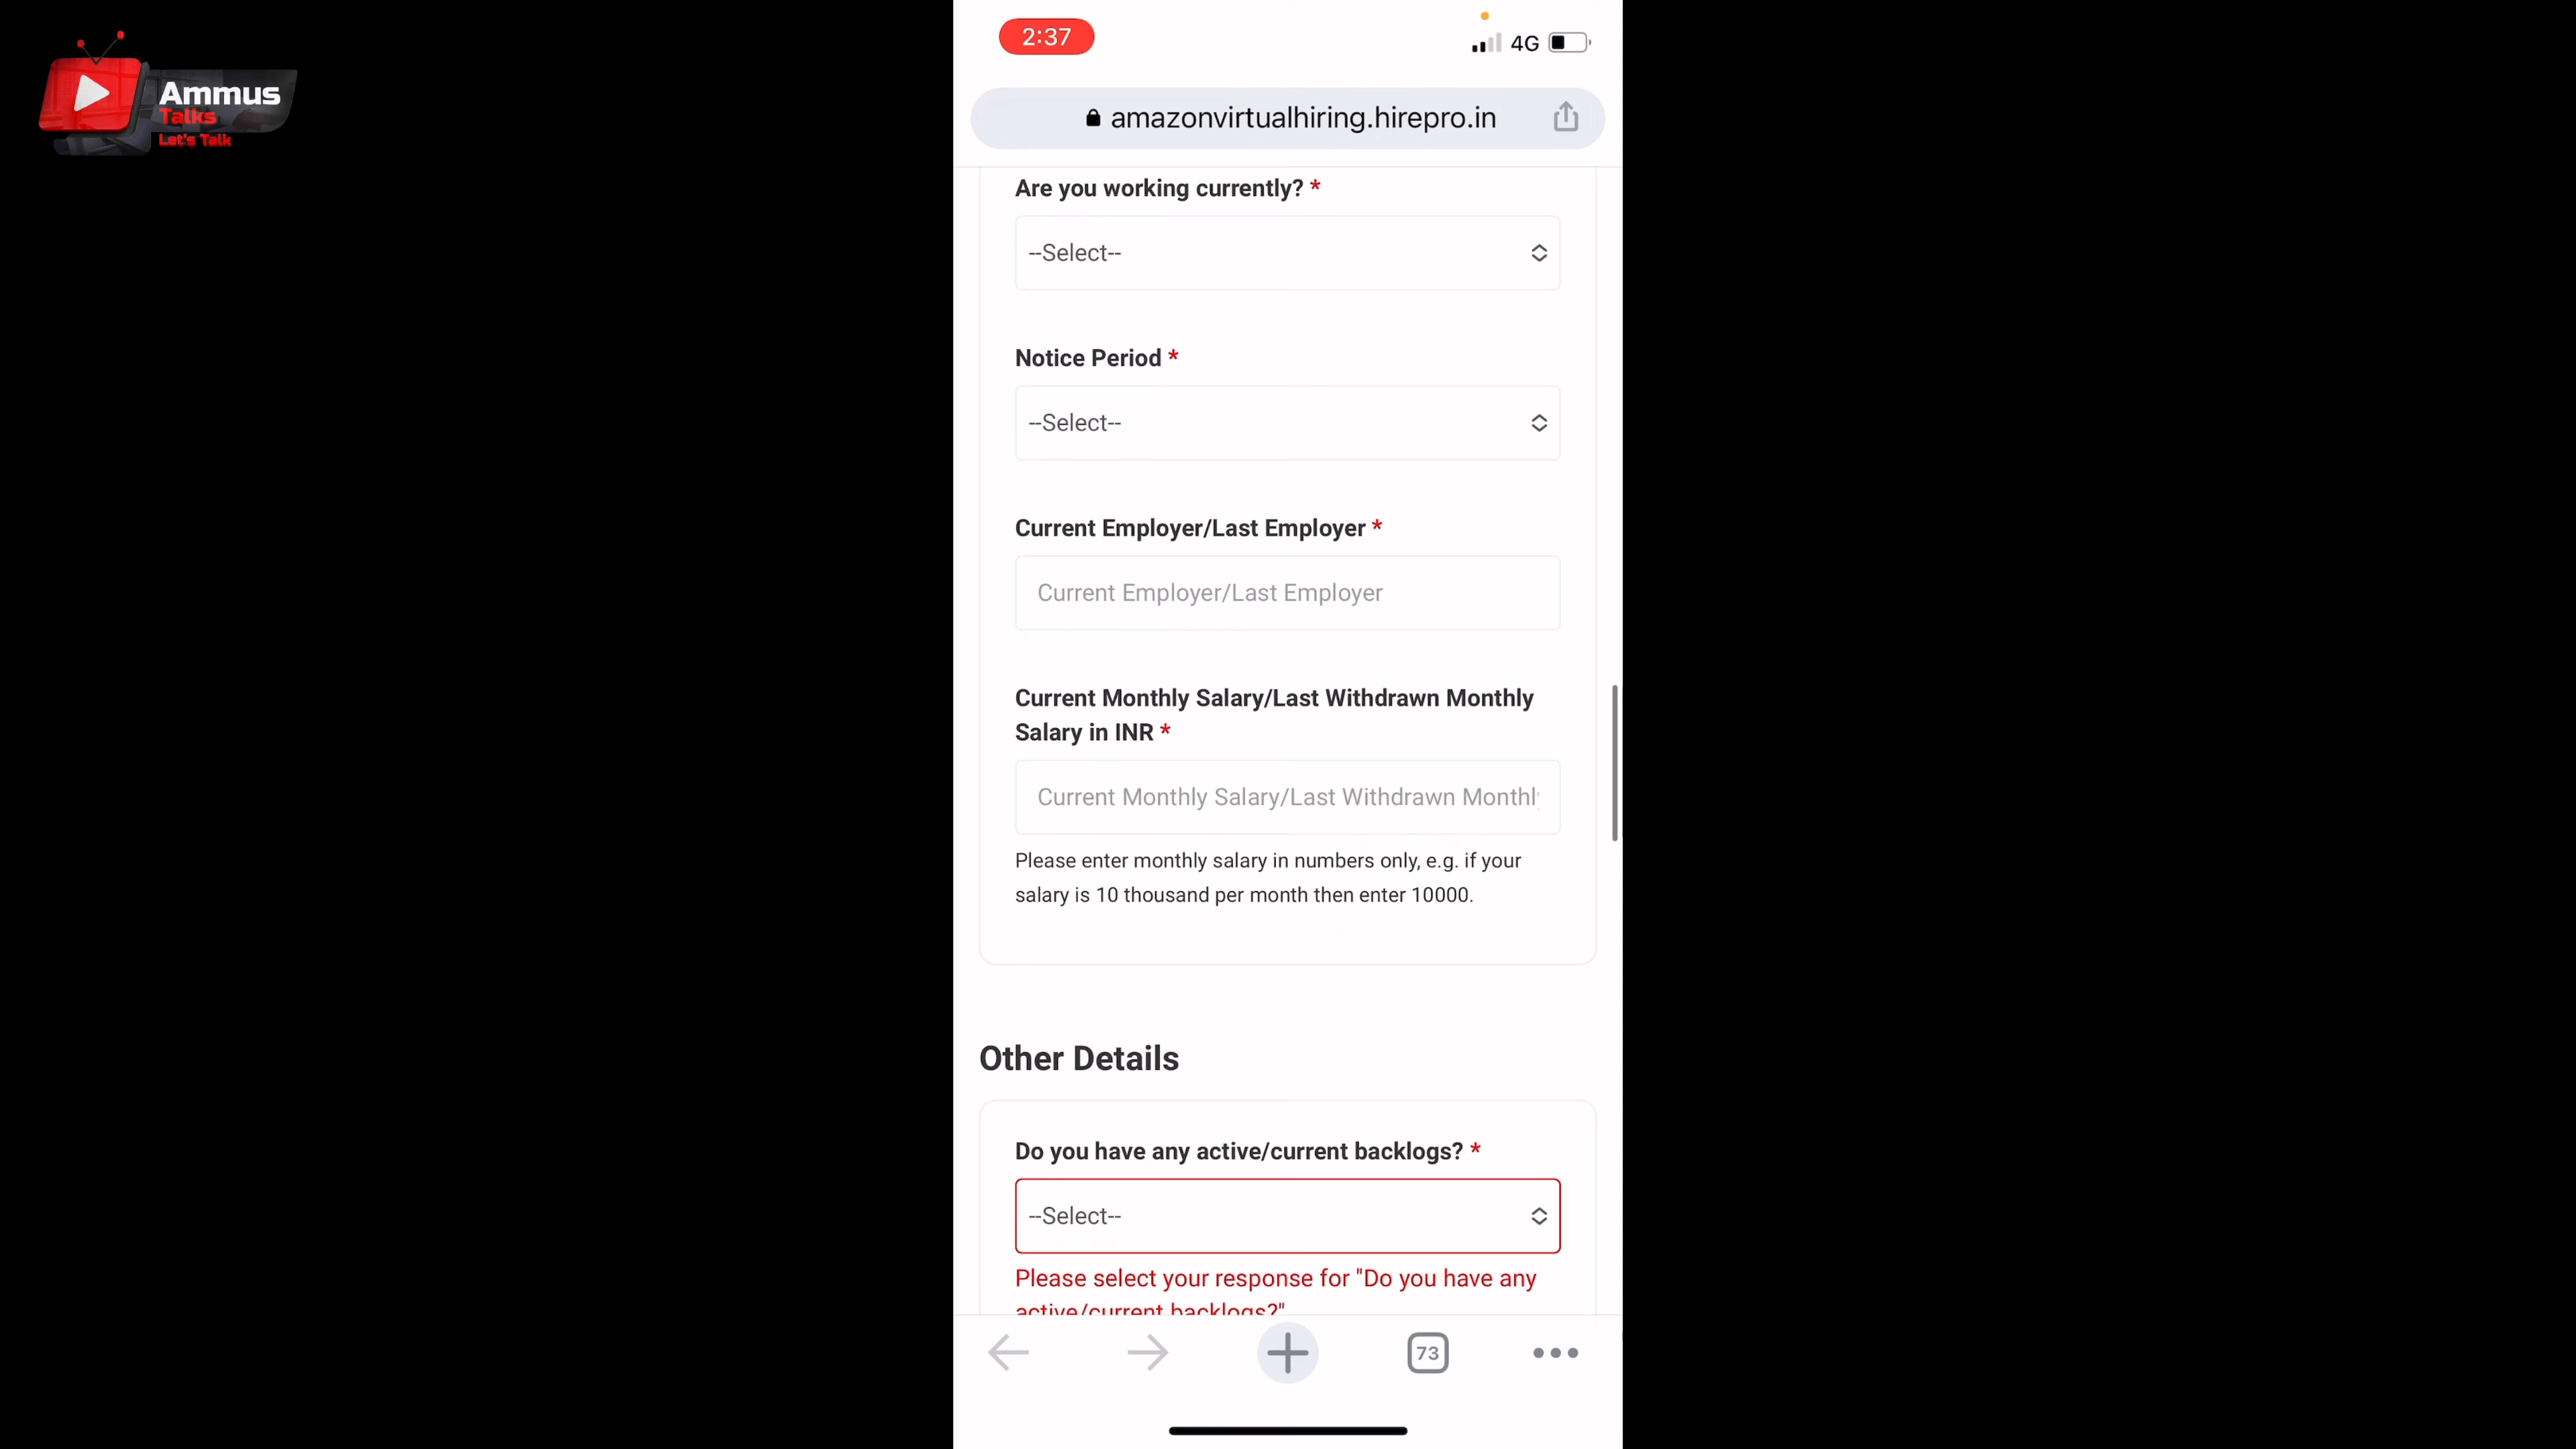 Ammus
Talks
Let's Talk
2:37
4G
amazonvirtualhiring.hirepro.in
Are you working currently? *
--Select--
Notice Period *
--Select--
Current Employer/Last Employer *
Current Employer/Last Employer
Current Monthly Salary/Last Withdrawn Monthly
Salary in INR *
Current Monthly Salary/Last Withdrawn Monthly
Please enter monthly salary in numbers only, e.g. if your
salary is 10 thousand per month then enter 10000.
Other Details
Do you have any active/current backlogs? *
--Select--
Please select your response for "Do you have any
active/current backlogs?"
73